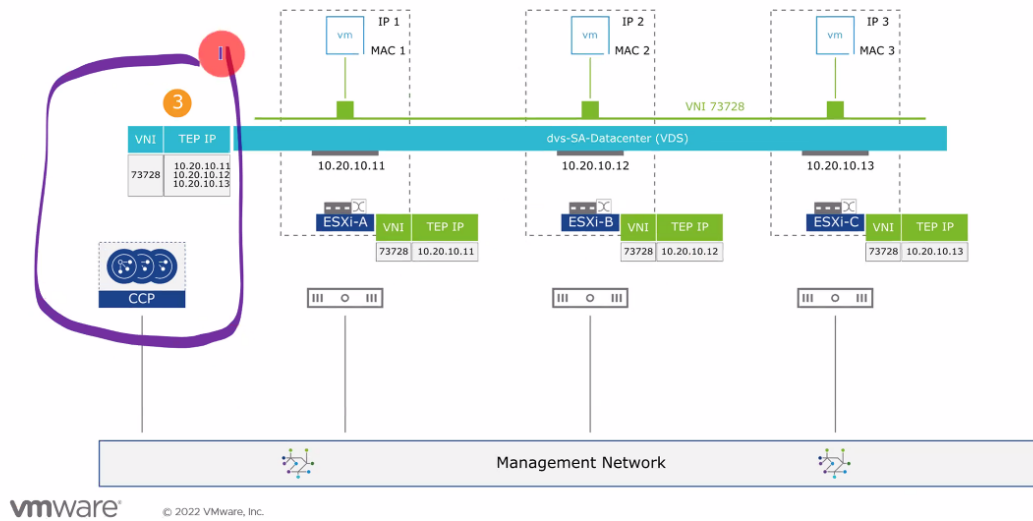 IP 1
vm
MAC 1
IP 2
vm
MAC 2
IP 3
vm
MAC 3
3
VNI 73728
VNI TEP IP
73728 10.20.10.11
10.20.10.12
10.20.10.13
dvs-SA-Datacenter (VDS)
10.20.10.11
10.20.10.12
10.20.10.13
ESXi-A
VNI TEP IP
73728 10.20.10.11
ESXi-B
VNI TEP IP
73728 10.20.10.12
ESXi-C
VNI TEP IP
73728 10.20.10.13
CCP
Management Network
vmware® © 2022 VMware, Inc.